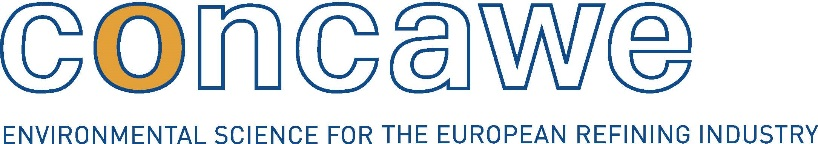 concawe
ENVIRONMENTAL SCIENCE FOR THE EUROPEAN REFINING INDUSTRY